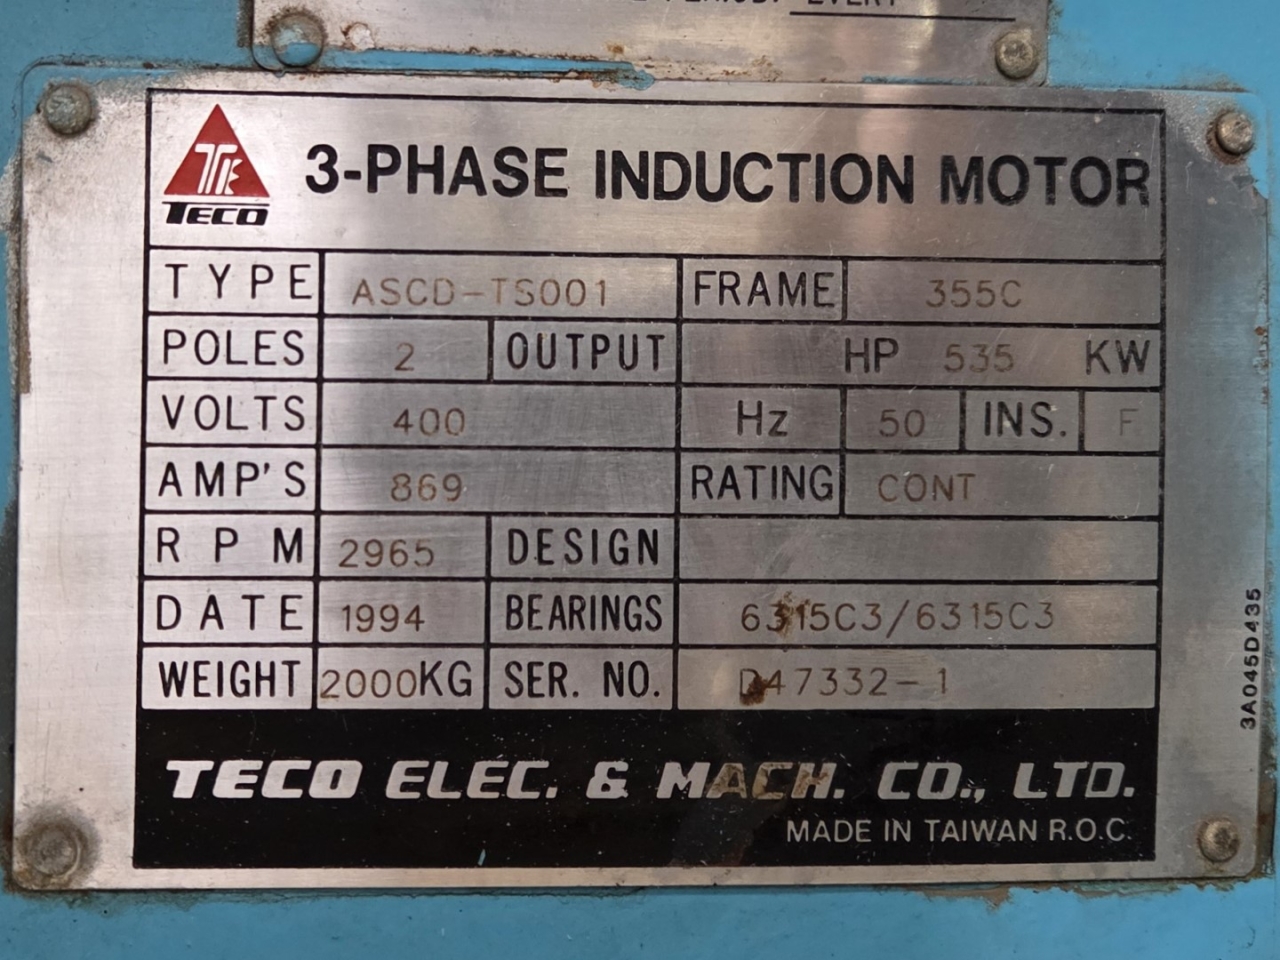 EVERY
TECO
3-PHASE INDUCTION MOTOR
TYPE ASCD-TS001 FRAME 355C
POLES 2 OUTPUT HP 535 KW
VOLTS 400 Hz 50 INS. F
AMP'S 869 RATING CONT
RPM 2965 DESIGN
DATE 1994 BEARINGS 6315C3/6315C3
WEIGHT 2000KG SER. NO. D47332-1
TECO ELEC. & MACH. CO., LTD.
MADE IN TAIWAN R.O.C.
3A045D435